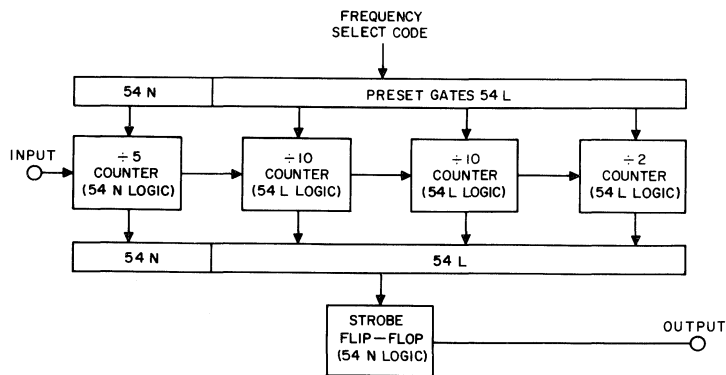 FREQUENCY
SELECT CODE
54 N
PRESET GATES 54 L
INPUT
÷5
COUNTER
(54 N LOGIC)
÷10
COUNTER
(54 L LOGIC)
÷10
COUNTER
(54 L LOGIC)
÷2
COUNTER
(54 L LOGIC)
54 N
54 L
STROBE
FLIP-FLOP
(54 N LOGIC)
OUTPUT